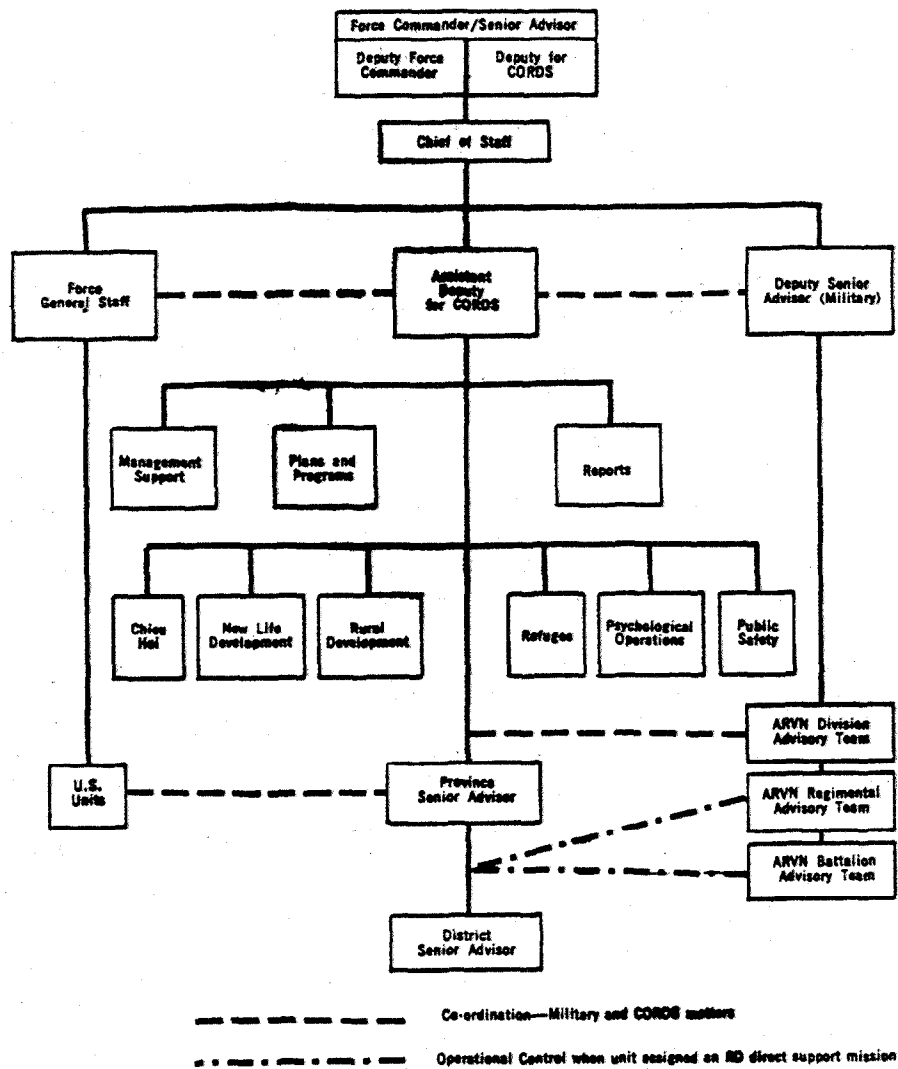 Force Commander/Senior Advisor
Deputy Force
Commander
Deputy for
CORDS
Chief of Staff
Force
General Staff
Assistant
Deputy
for CORDS
Deputy Senior
Advisor (Military)
Management
Support
Plans and
Programs
Reports
Chieu
Hoi
New Life
Development
Rural
Development
Refugee
Psychological
Operations
Public
Safety
ARVN Division
Advisory Team
U.S.
Units
Province
Senior Advisor
ARVN Regimental
Advisory Team
ARVN Battalion
Advisory Team
District
Senior Advisor
Co-ordination—Military and CORDS matters
Operational Control when unit assigned an RD direct support mission